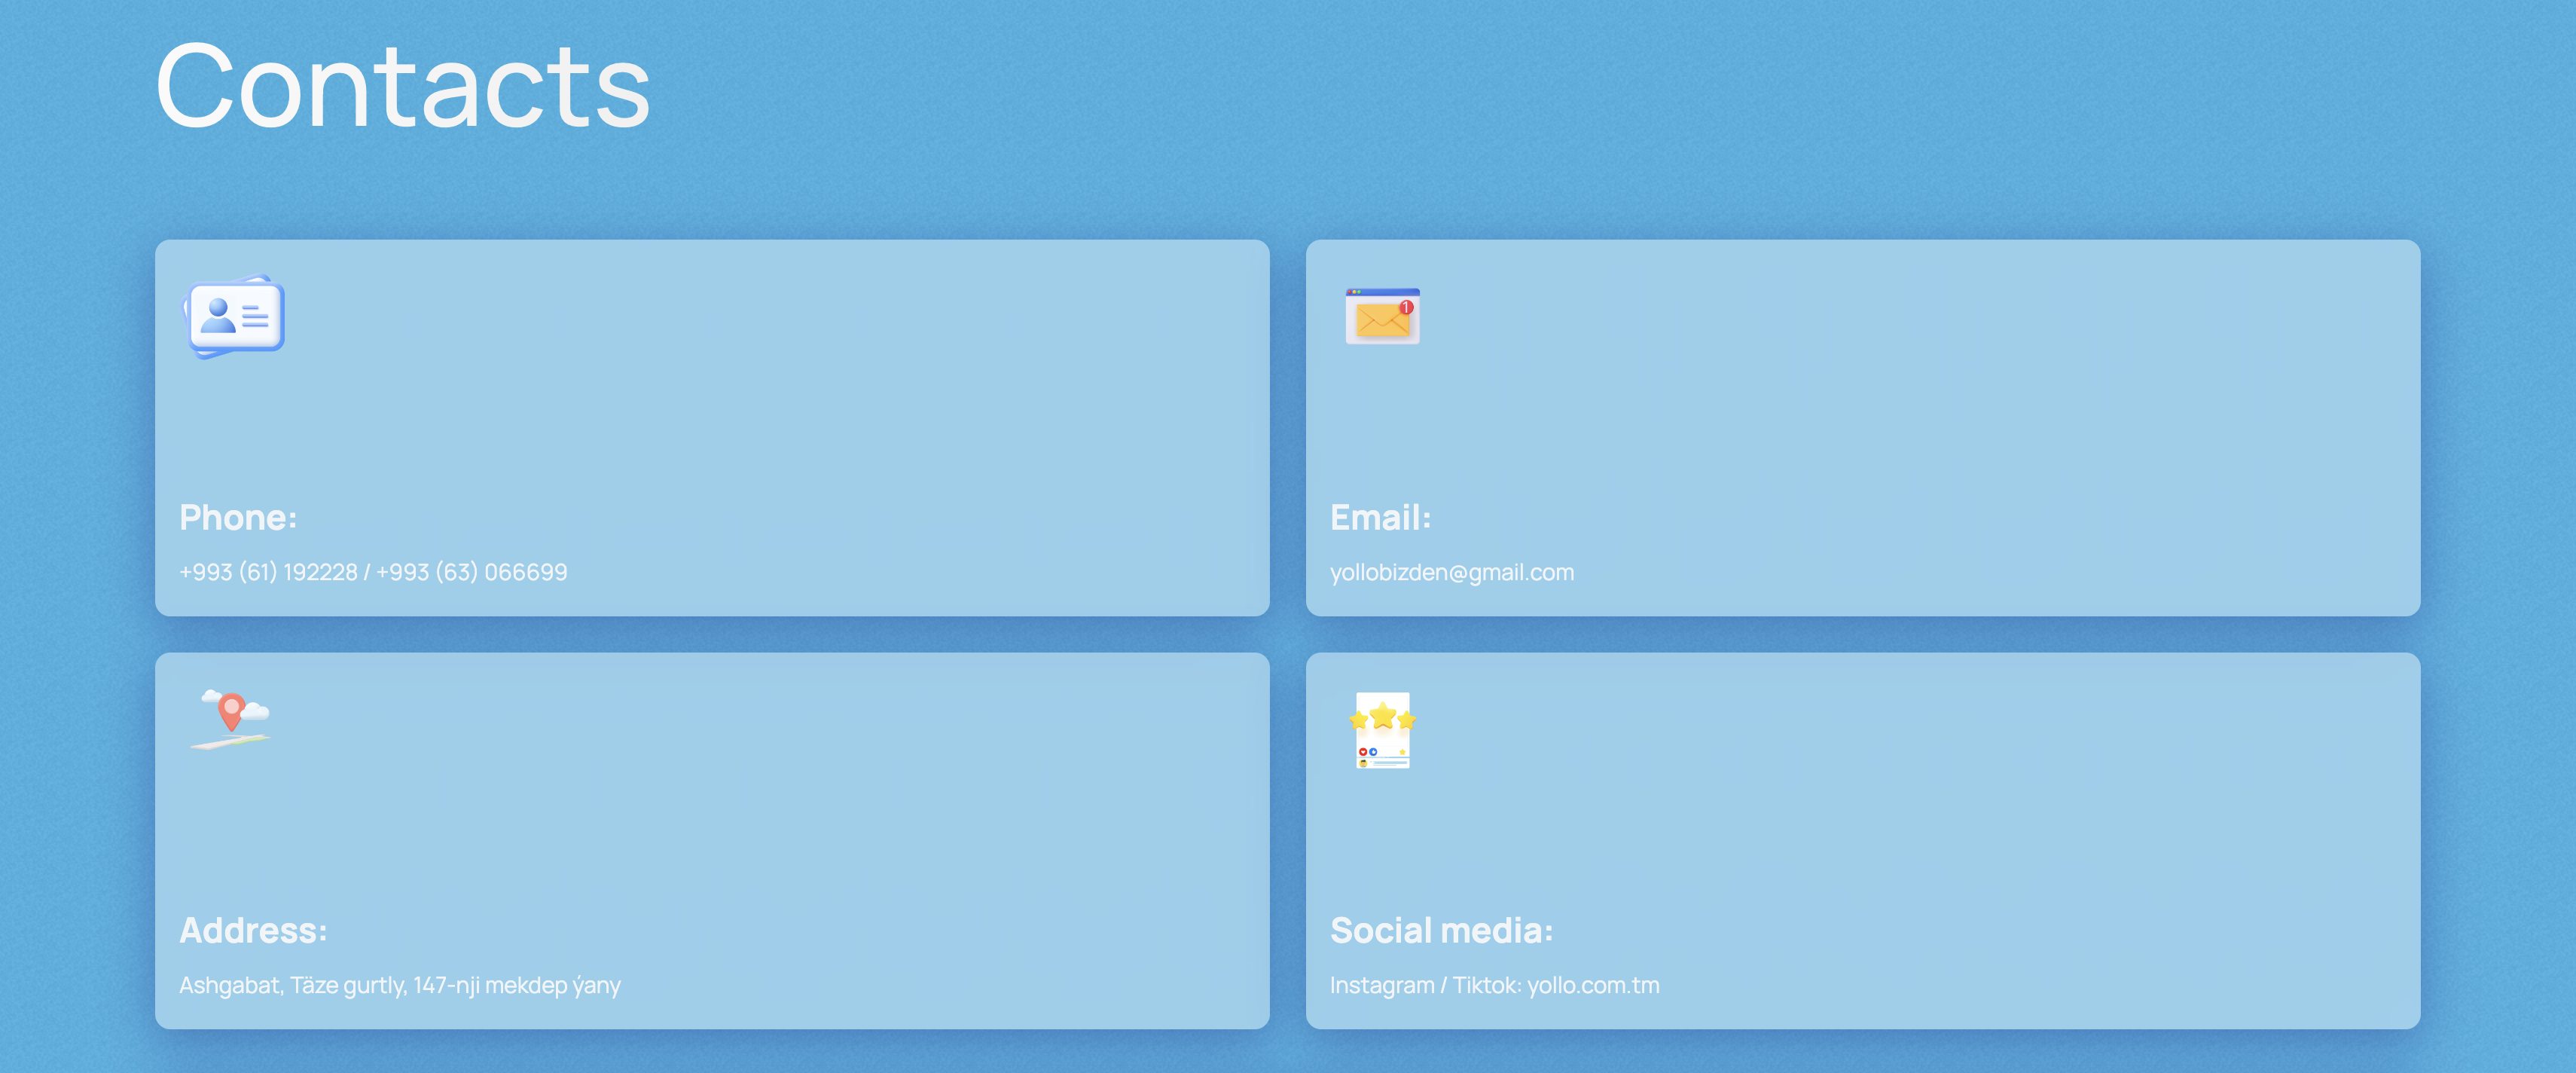 Contacts
1
Phone:
+993 (61) 192228 / +993 (63) 066699
Email:
yollobizden@gmail.com
Address:
Ashgabat, Täze gurtly, 147-nji mekdep ýany
Social media:
Instagram / Tiktok: yollo.com.tm